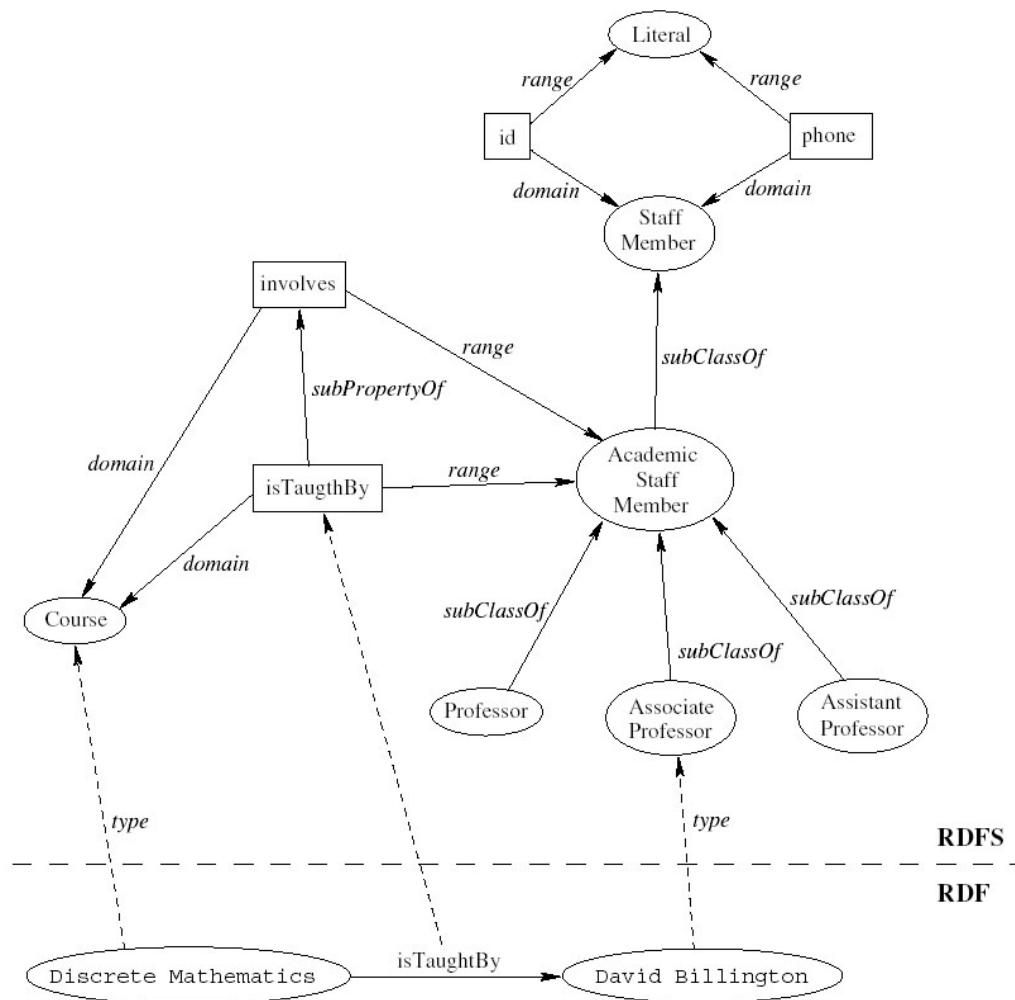 Literal
range
range
id
phone
domain
domain
Staff
Member
involves
range
subClassOf
subPropertyOf
domain
Academic
Staff
Member
range
isTaugthBy
domain
Course
subClassOf
subClassOf
subClassOf
Professor
Associate
Professor
Assistant
Professor
type
type
RDFS
RDF
isTaughtBy
Discrete Mathematics
David Billington